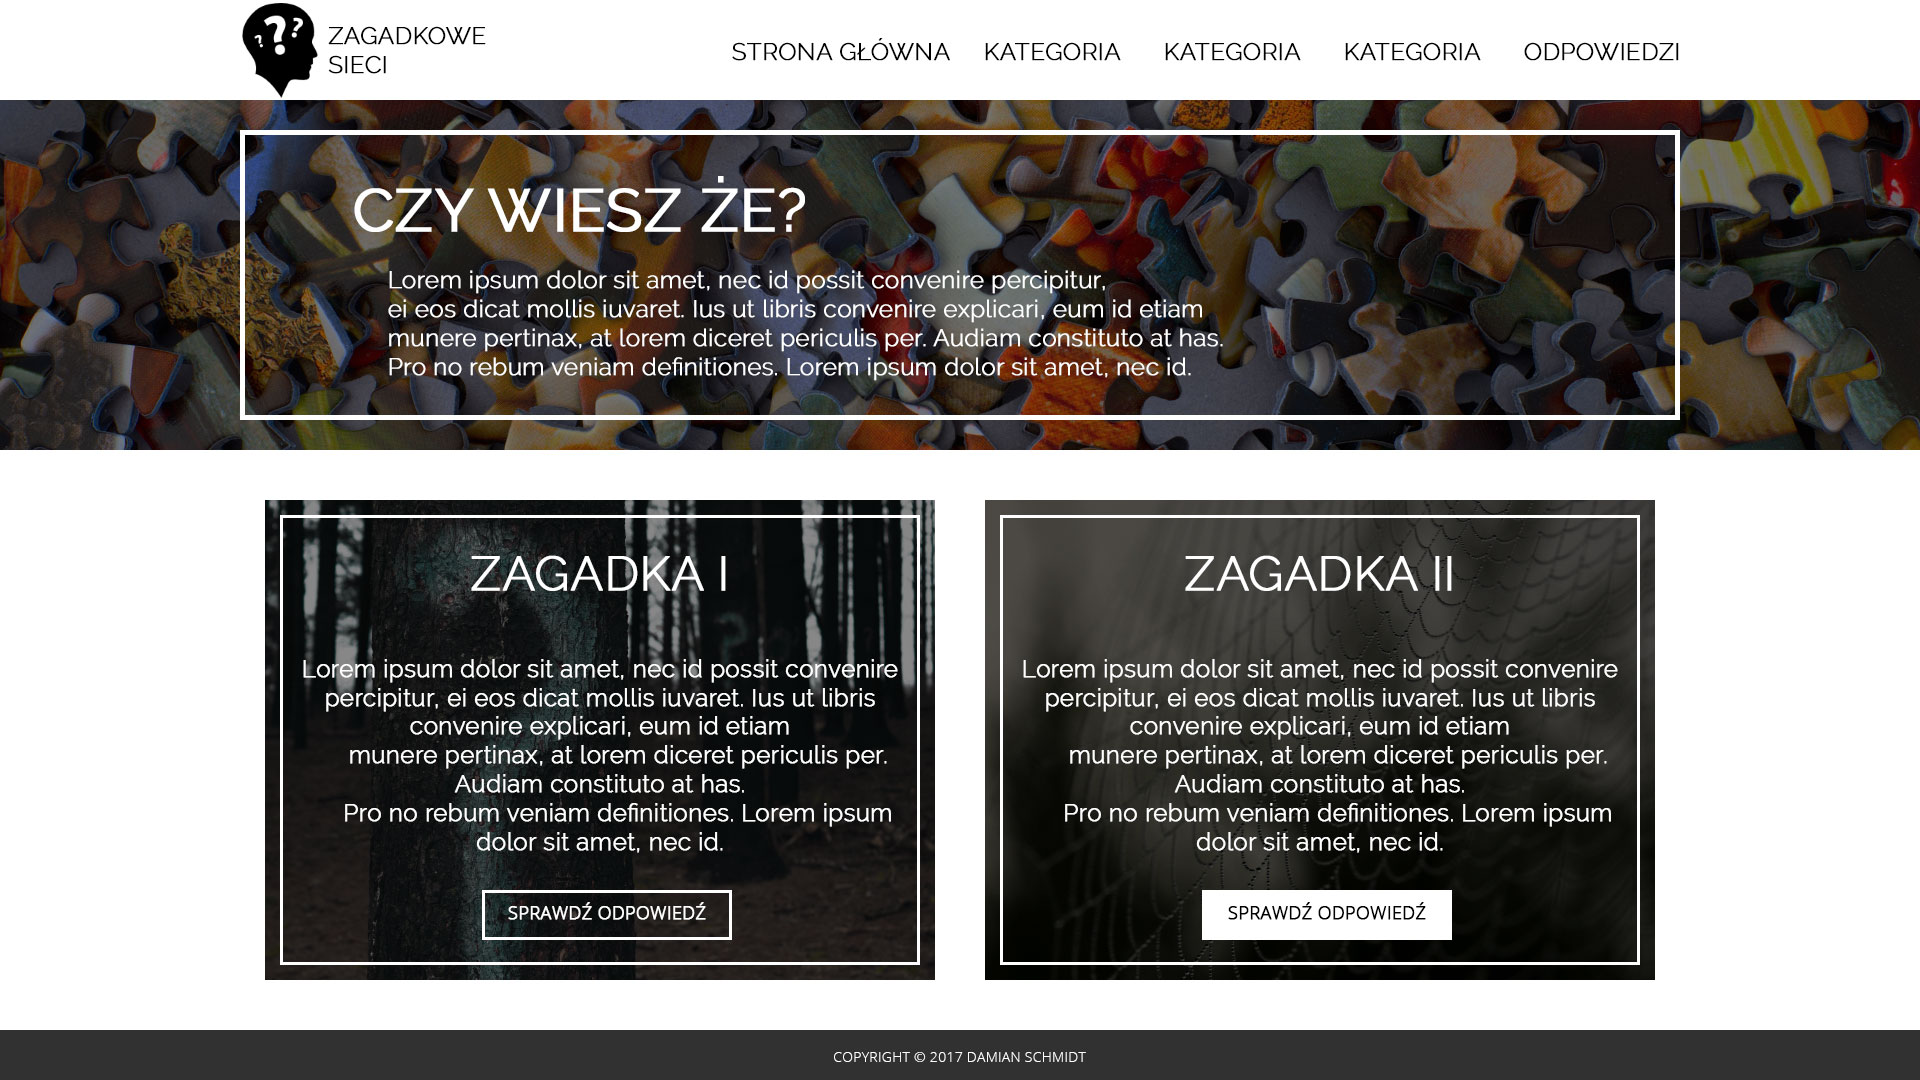 ???
ZAGADKOWE
SIECI
STRONA GŁÓWNA KATEGORIA KATEGORIA KATEGORIA ODPOWIEDZI
CZY WIESZ ŻE?
Lorem ipsum dolor sit amet, nec id possit convenire percipitur,
ei eos dicat mollis iuvaret. Ius ut libris convenire explicari, eum id etiam
munere pertinax, at lorem diceret periculis per. Audiam constituto at has.
Pro no rebum veniam definitiones. Lorem ipsum dolor sit amet, nec id.
ZAGADKA I
Lorem ipsum dolor sit amet, nec id possit convenire
percipitur, ei eos dicat mollis iuvaret. Ius ut libris
convenire explicari, eum id etiam
munere pertinax, at lorem diceret periculis per.
Audiam constituto at has.
Pro no rebum veniam definitiones. Lorem ipsum
dolor sit amet, nec id.
SPRAWDŹ ODPOWIEDŹ
ZAGADKA II
Lorem ipsum dolor sit amet, nec id possit convenire
percipitur, ei eos dicat mollis iuvaret. Ius ut libris
convenire explicari, eum id etiam
munere pertinax, at lorem diceret periculis per.
Audiam constituto at has.
Pro no rebum veniam definitiones. Lorem ipsum
dolor sit amet, nec id.
SPRAWDŹ ODPOWIEDŹ
COPYRIGHT © 2017 DAMIAN SCHMIDT